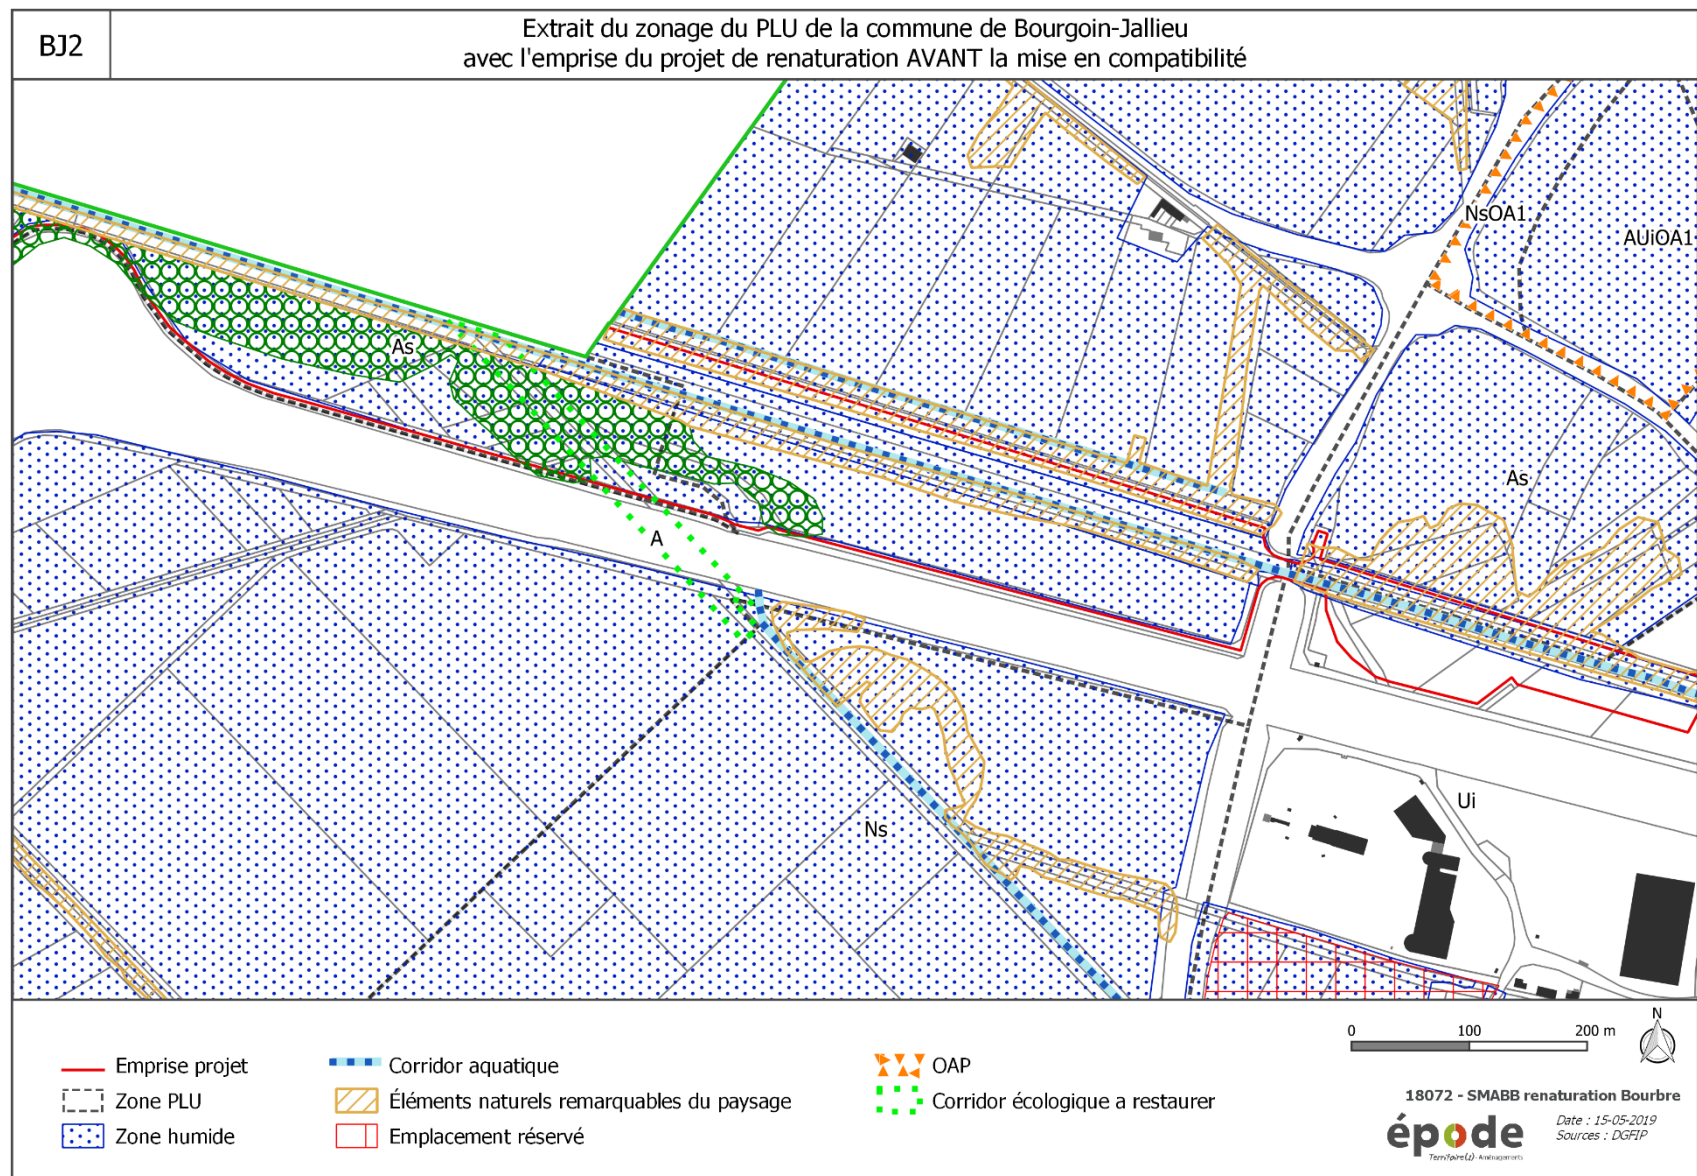 BJ2
Extrait du zonage du PLU de la commune de Bourgoin-Jallieu
avec l'emprise du projet de renaturation AVANT la mise en compatibilité
NsOA1
AUiOA1
As
As
A
Ui
Ns
Emprise projet
Zone PLU
Zone humide
Corridor aquatique
Éléments naturels remarquables du paysage
Emplacement réservé
OAP
Corridor écologique a restaurer
0 100 200 m
N
18072 - SMABB renaturation Bourbre
épode
Territoire(s) - Aménagements
Date : 15-05-2019
Sources : DGFIP